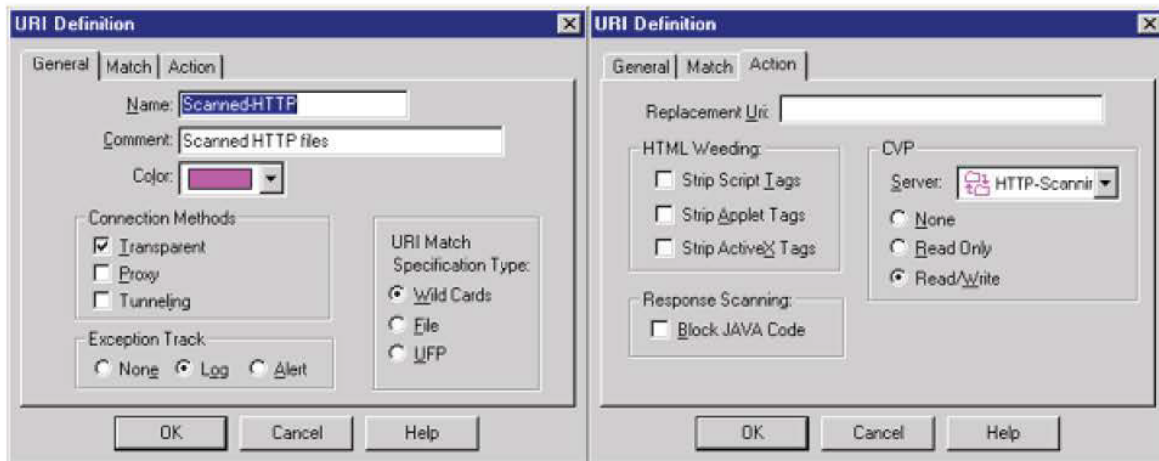 URI Definition
General Match Action
Name: Scanned-HTTP
Comment: Scanned HTTP files
Color:
Connection Methods
Transparent
Proxy
Tunneling
URI Match
Specification Type:
Wild Cards
File
UFP
Exception Track
None Log Alert
OK Cancel Help
URI Definition
General Match Action
Replacement Uri:
HTML Weeding:
Strip Script Tags
Strip Applet Tags
Strip ActiveX Tags
CVP
Server: HTTP-Scannir
None
Read Only
Read/Write
Response Scanning:
Block JAVA Code
OK Cancel Help